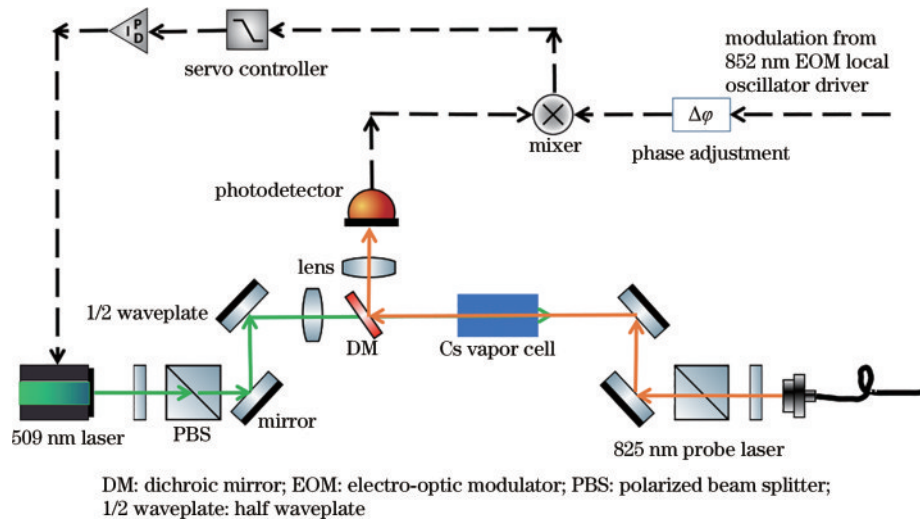 I P D
servo controller
modulation from
852 nm EOM local
oscillator driver
Δφ
mixer
phase adjustment
photodetector
lens
1/2 waveplate
DM
Cs vapor cell
509 nm laser
PBS
mirror
825 nm probe laser
DM: dichroic mirror; EOM: electro-optic modulator; PBS: polarized beam splitter;
1/2 waveplate: half waveplate